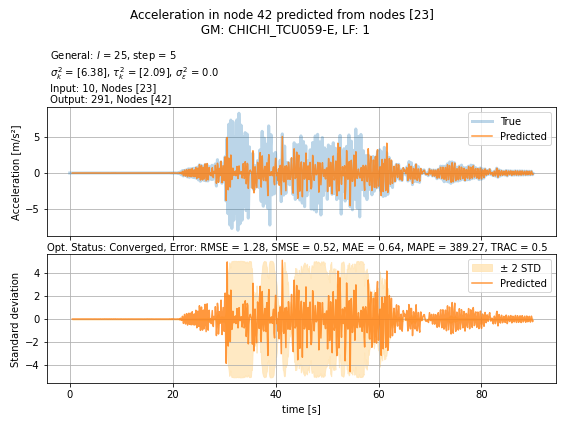 Acceleration in node 42 predicted from nodes [23]
GM: CHICHI_TCU059-E, LF: 1
General: l = 25, step = 5
σ²ₖ = [6.38], τ²ₖ = [2.09], σ²ε = 0.0
Input: 10, Nodes [23]
Output: 291, Nodes [42]
True
Predicted
5
0
−5
Acceleration [m/s²]
Opt. Status: Converged, Error: RMSE = 1.28, SMSE = 0.52, MAE = 0.64, MAPE = 389.27, TRAC = 0.5
± 2 STD
Predicted
4
2
0
−2
−4
Standard deviation
0 20 40 60 80
time [s]